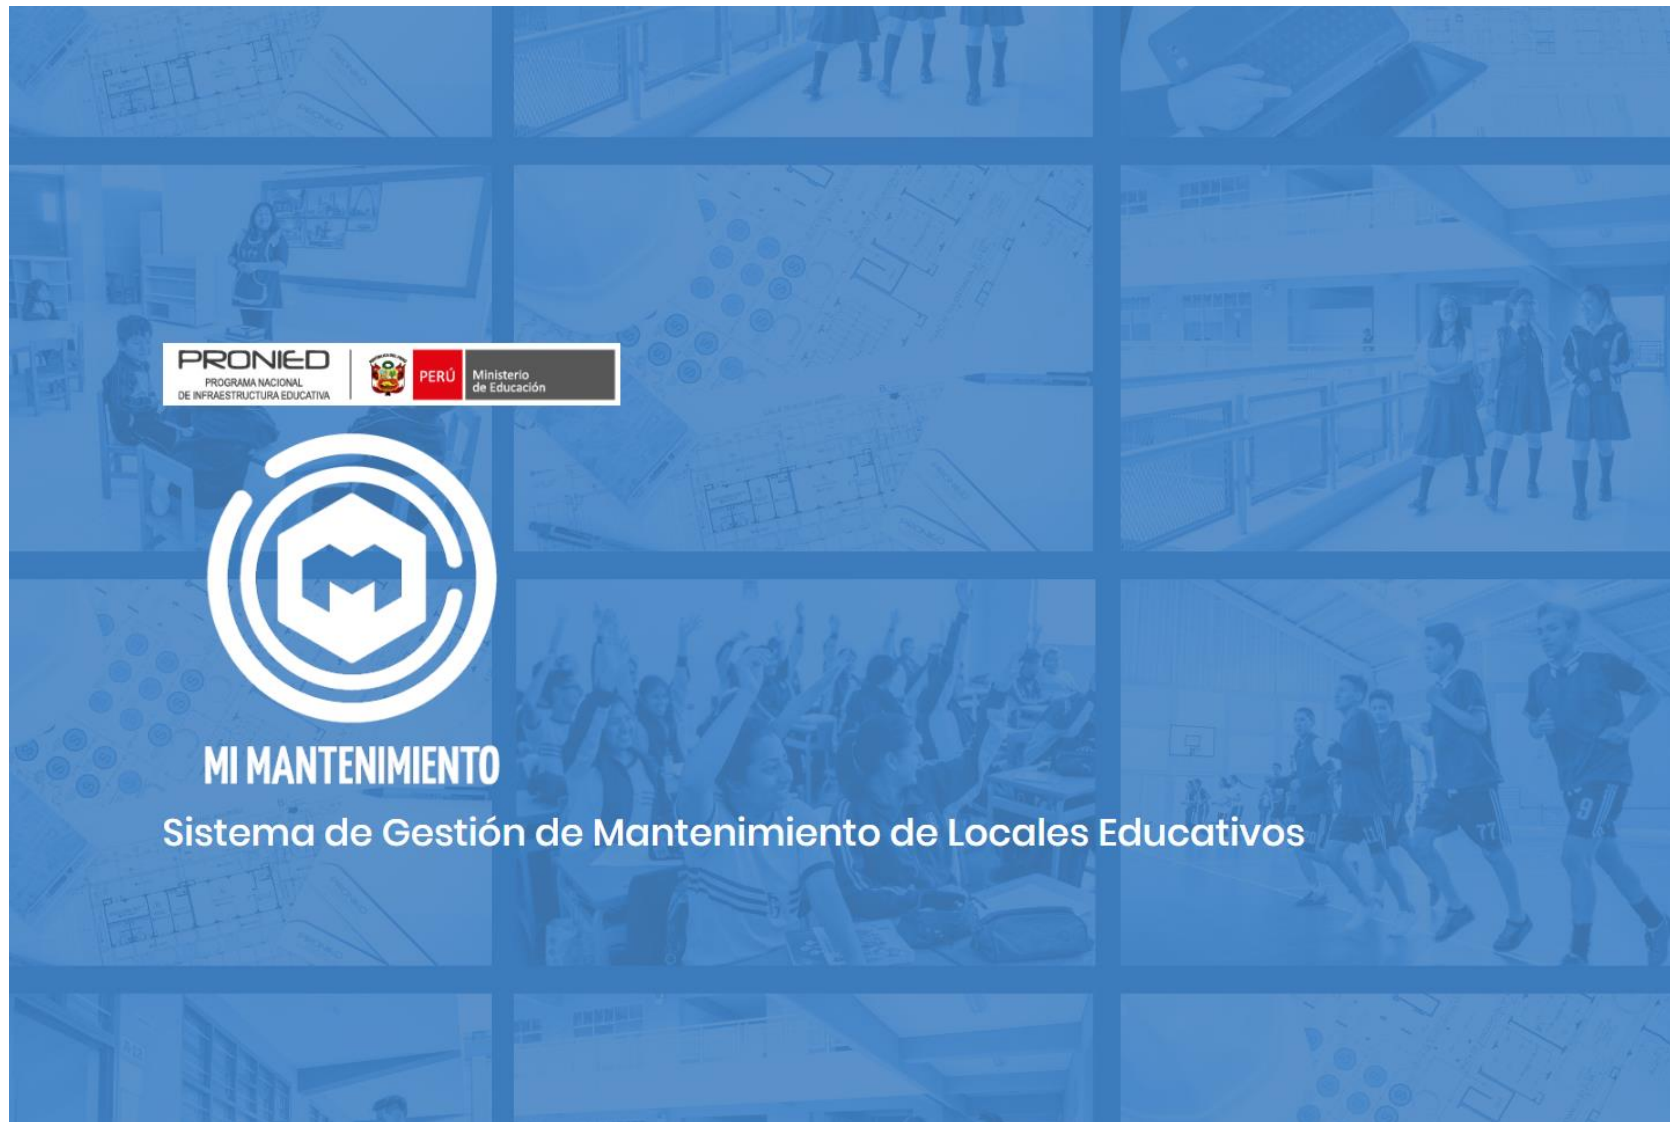 PRONIED
PROGRAMA NACIONAL
DE INFRAESTRUCTURA EDUCATIVA
PERÚ
Ministerio
de Educación
MI MANTENIMIENTO
Sistema de Gestión de Mantenimiento de Locales Educativos